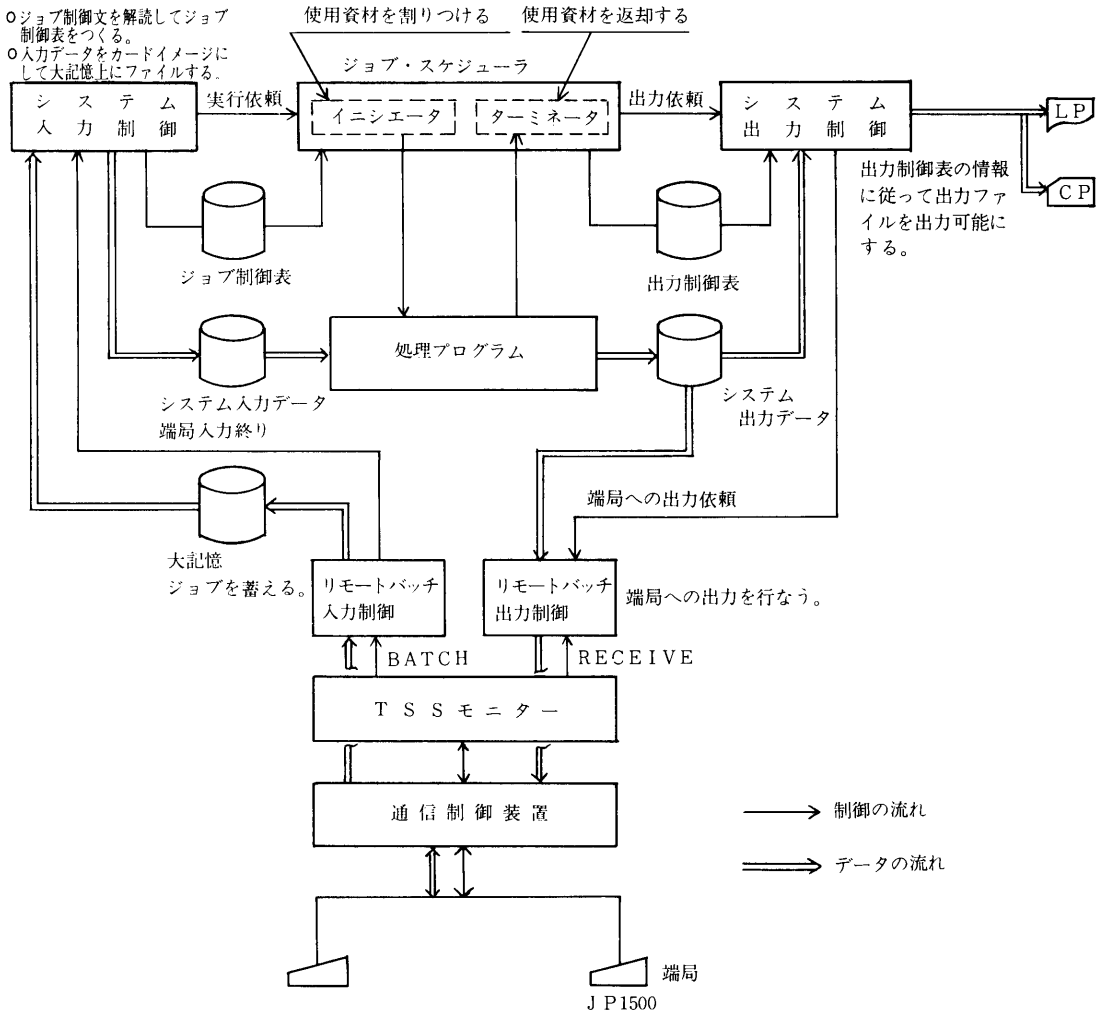 ○ジョブ制御文を解読してジョブ
制御表をつくる。
○入力データをカードイメージに
して大記憶上にファイルする。
使用資材を割りつける
使用資材を返却する
ジョブ・スケジューラ
システム
入力制御
実行依頼
イニシエータ
ターミネータ
出力依頼
システム
出力制御
LP
CP
出力制御表の情報
に従って出力ファ
イルを出力可能に
する。
ジョブ制御表
出力制御表
処理プログラム
システム入力データ
端局入力終り
システム
出力データ
端局への出力依頼
大記憶
ジョブを蓄える。
リモートバッチ
入力制御
リモートバッチ
出力制御
端局への出力を行なう。
BATCH
RECEIVE
TSSモニター
通信制御装置
制御の流れ
データの流れ
端局
JP1500